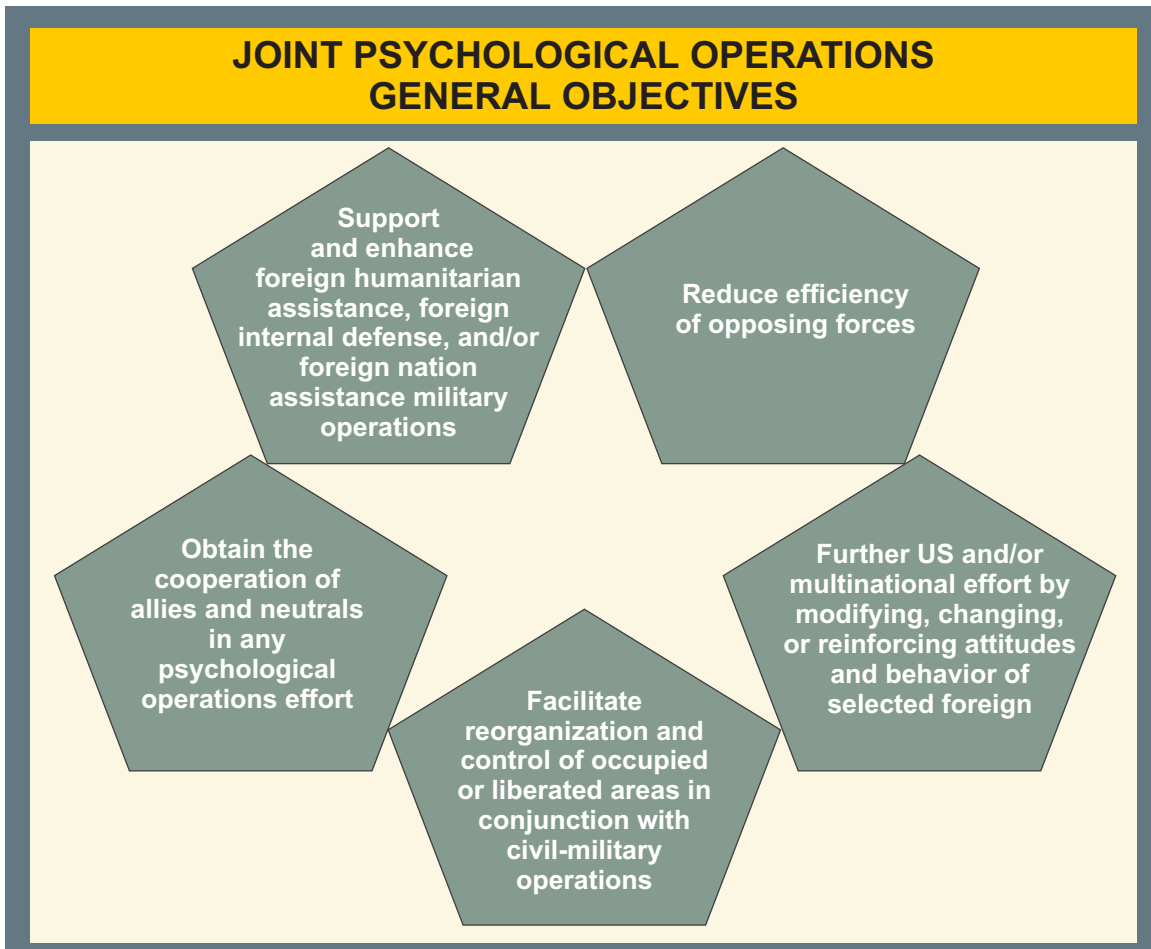 JOINT PSYCHOLOGICAL OPERATIONS
GENERAL OBJECTIVES
Support
and enhance
foreign humanitarian
assistance, foreign
internal defense, and/or
foreign nation
assistance military
operations
Reduce efficiency
of opposing forces
Obtain the
cooperation of
allies and neutrals
in any
psychological
operations effort
Further US and/or
multinational effort by
modifying, changing,
or reinforcing attitudes
and behavior of
selected foreign
Facilitate
reorganization and
control of occupied
or liberated areas in
conjunction with
civil-military
operations